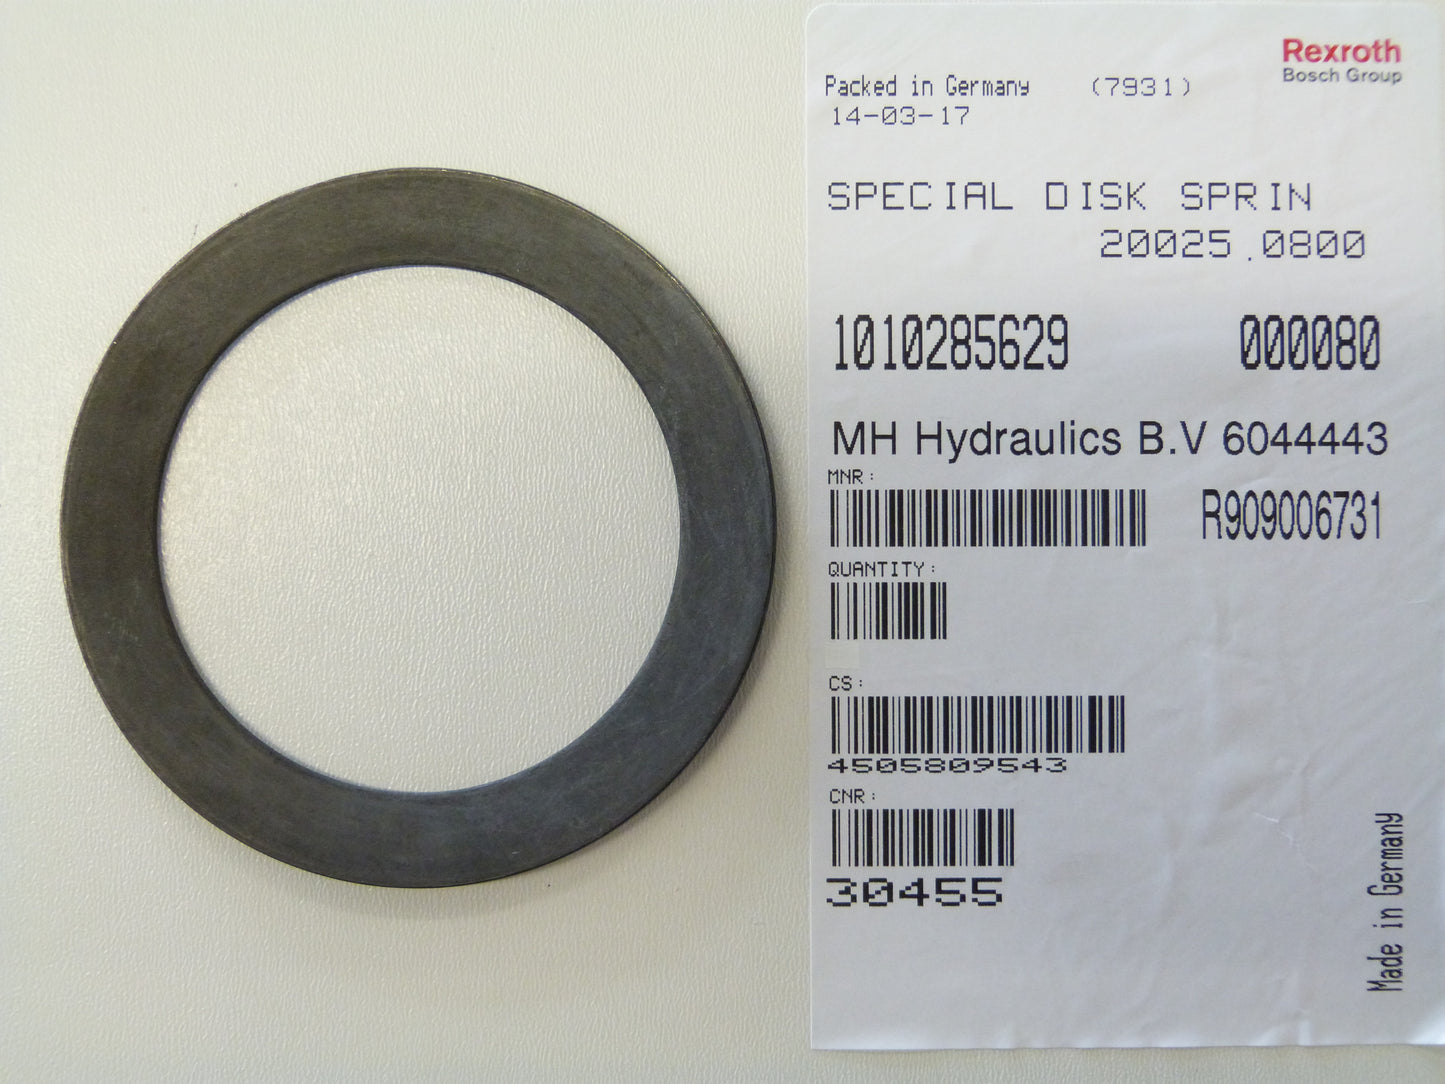 Rexroth
Bosch Group
Packed in Germany (7931)
14-03-17
SPECIAL DISK SPRIN
20025.0800
1010285629 000080
MH Hydraulics B.V 6044443
MNR:
R909006731
QUANTITY:
CS:
4505809543
CNR:
30455
Made in Germany